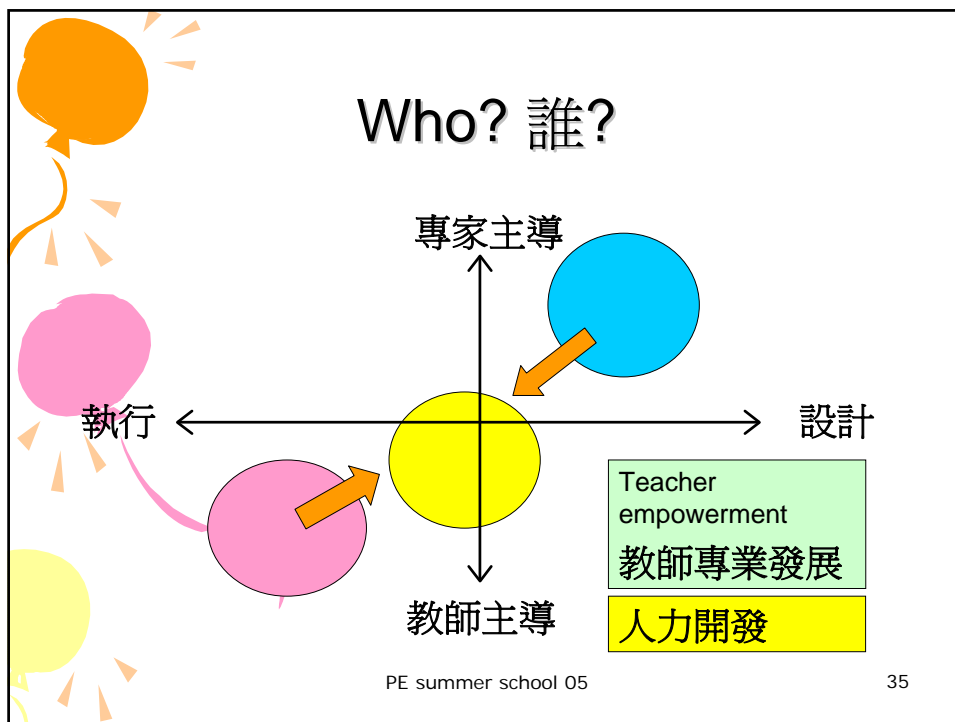 Who? 誰?
專家主導
執行
設計
Teacher
empowerment
教師專業發展
教師主導
人力開發
PE summer school 05
35